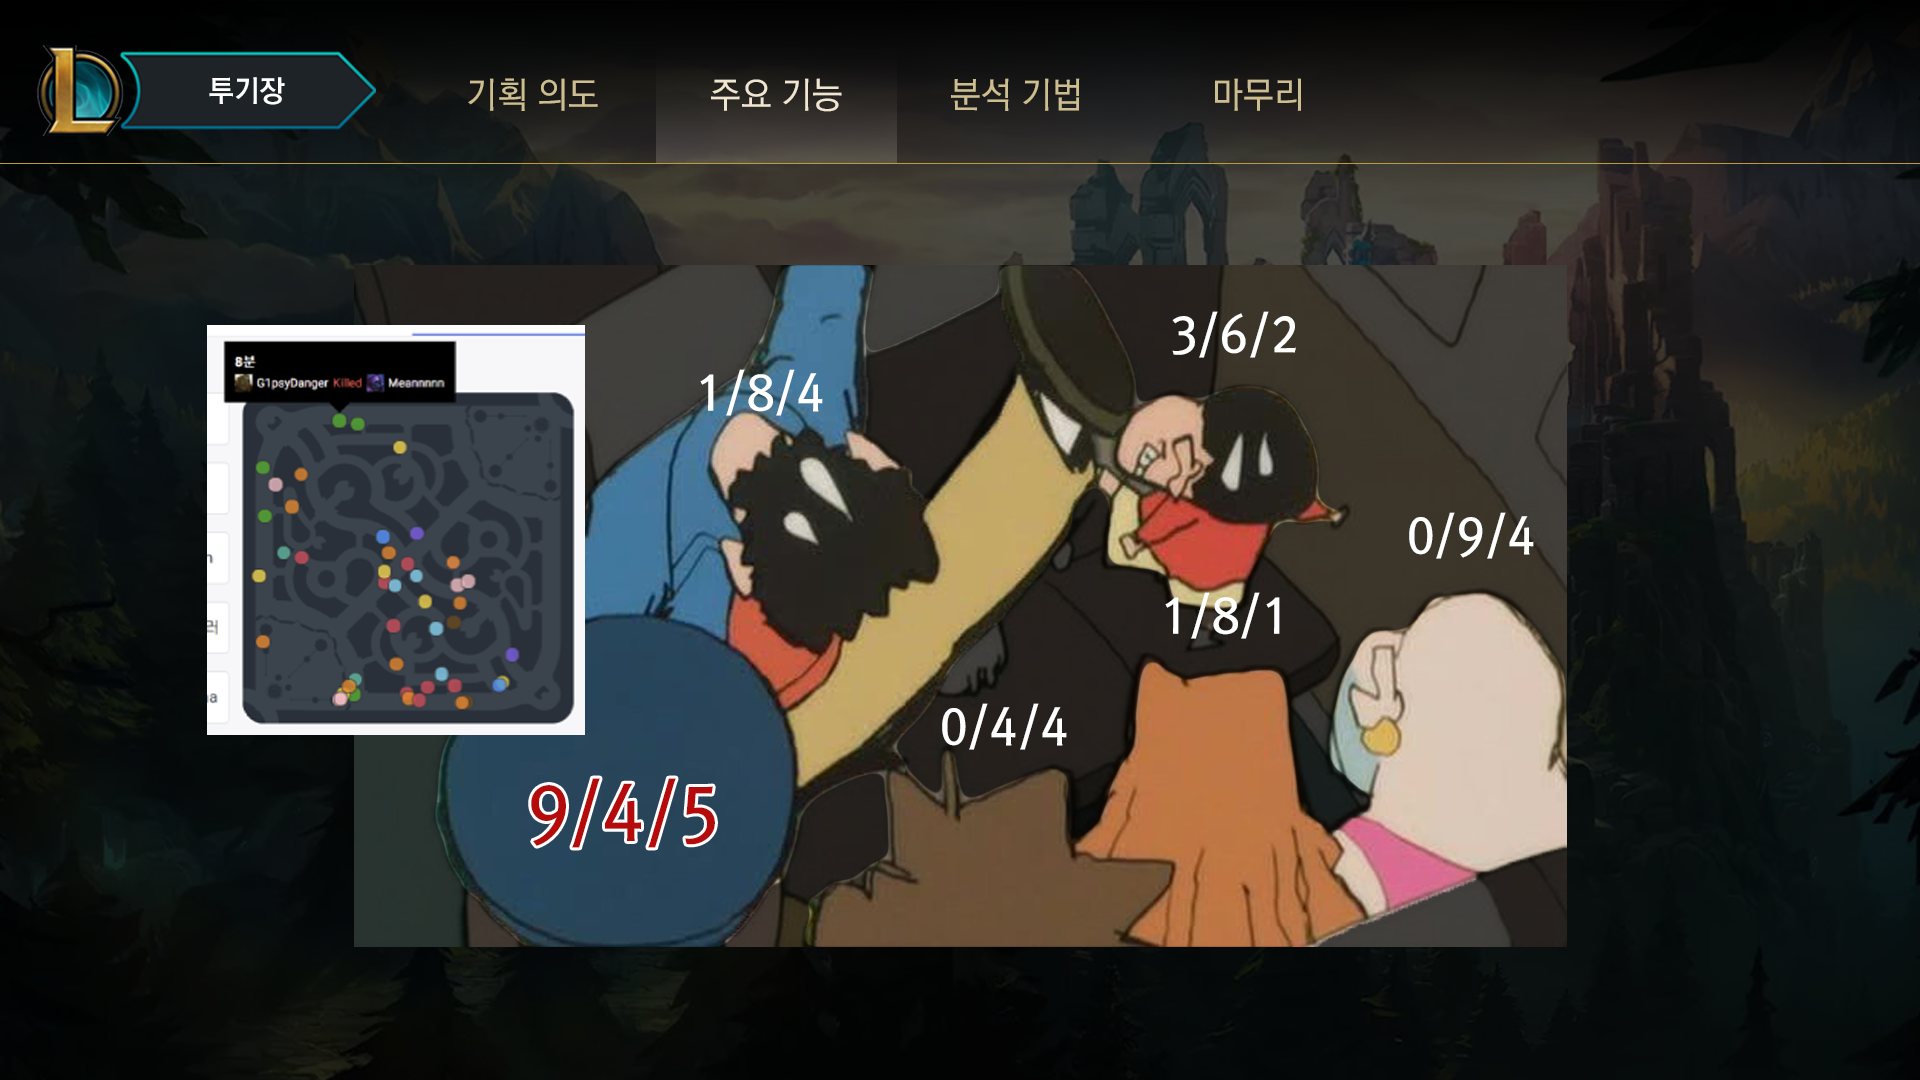 투기장
기획 의도
주요 기능
분석 기법
마무리
8분
G1psyDanger Killed Meannnnn
러
a
1/8/4
3/6/2
0/9/4
1/8/1
0/4/4
9/4/5